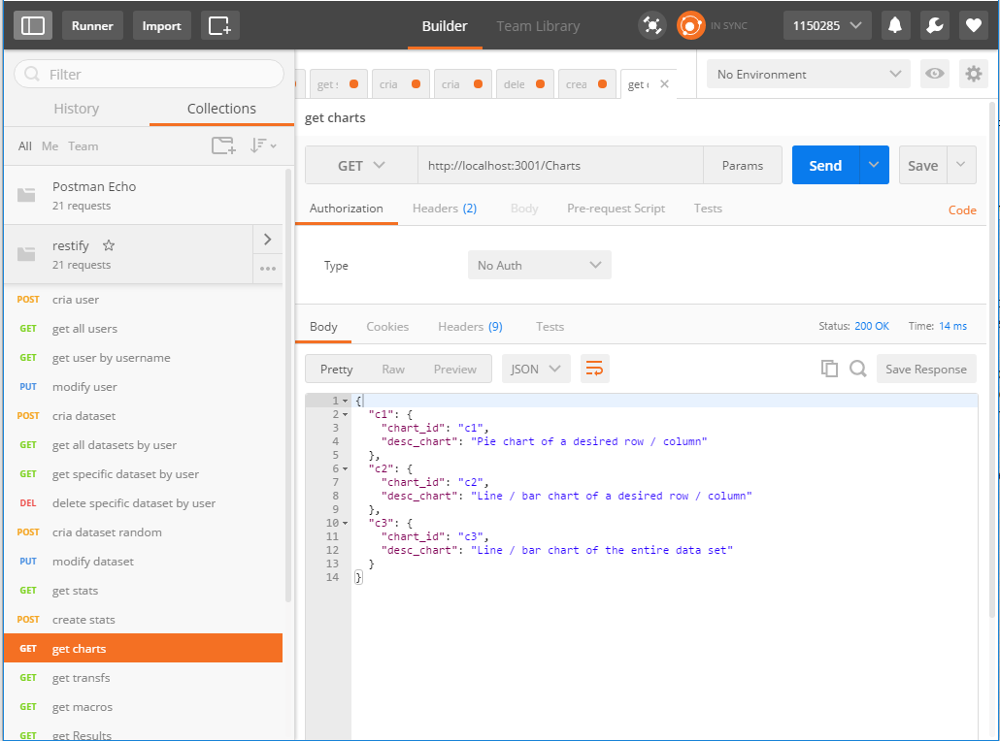 Runner Import Builder Team Library IN SYNC 1150285
Filter
History Collections
All Me Team
Postman Echo
21 requests
restify
21 requests
POST cria user
GET get all users
GET get user by username
PUT modify user
POST cria dataset
GET get all datasets by user
GET get specific dataset by user
DEL delete specific dataset by user
POST cria dataset random
PUT modify dataset
GET get stats
POST create stats
GET get charts
GET get transfs
GET get macros
GET get Results
get s cria cria dele crea get c
No Environment
get charts
GET http://localhost:3001/Charts Params Send Save
Authorization Headers (2) Body Pre-request Script Tests Code
Type No Auth
Body Cookies Headers (9) Tests Status: 200 OK Time: 14 ms
Pretty Raw Preview JSON Save Response
1 {
2 "c1": {
3 "chart_id": "c1",
4 "desc_chart": "Pie chart of a desired row / column"
5 },
6 "c2": {
7 "chart_id": "c2",
8 "desc_chart": "Line / bar chart of a desired row / column"
9 },
10 "c3": {
11 "chart_id": "c3",
12 "desc_chart": "Line / bar chart of the entire data set"
13 }
14 }